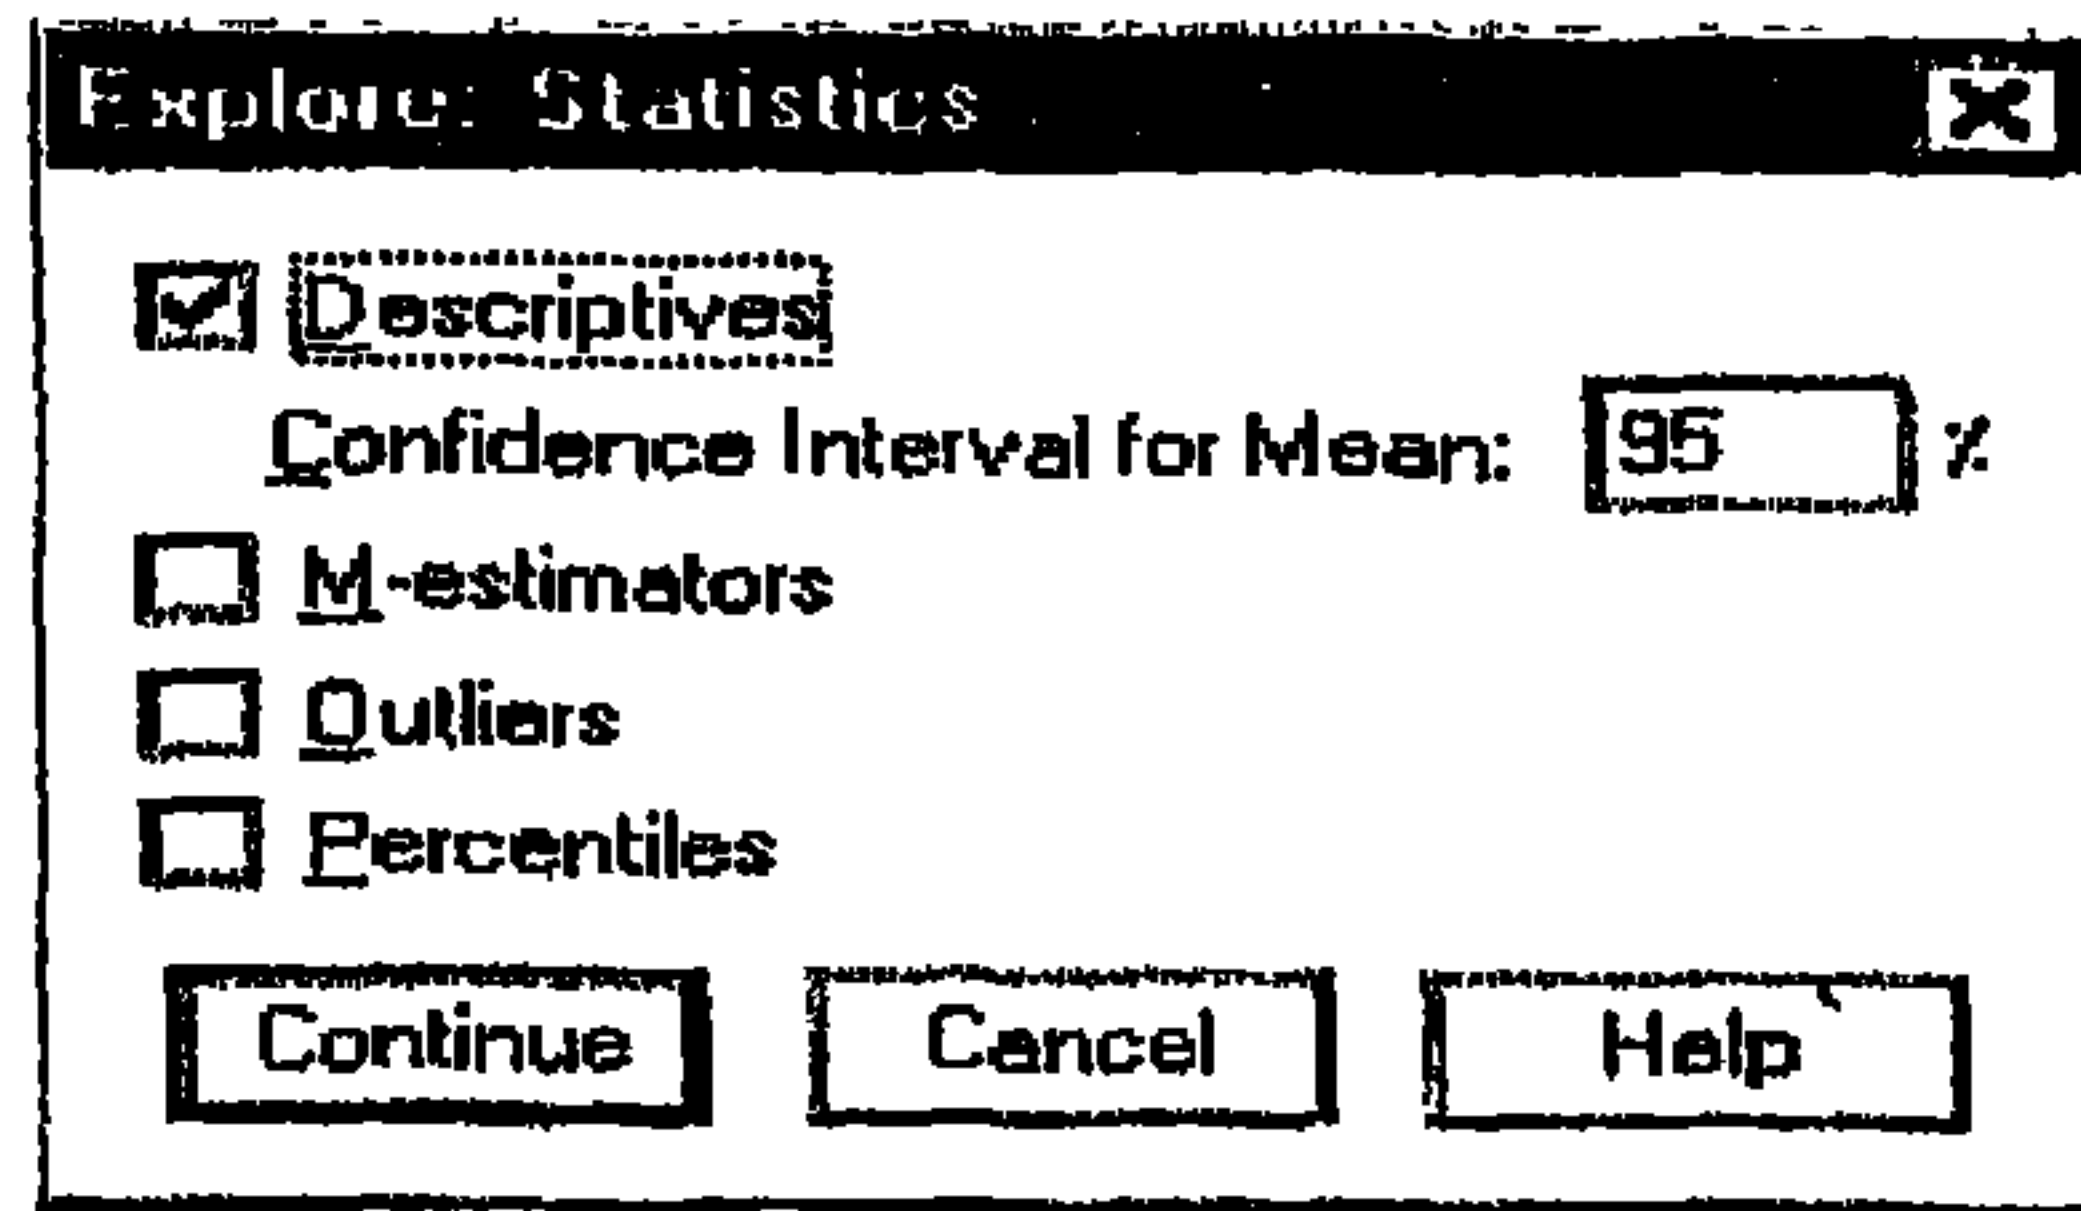 Explore: Statistics
Descriptives
Confidence Interval for Mean: 95 %
M-estimators
Outliers
Percentiles
Continue Cancel Help